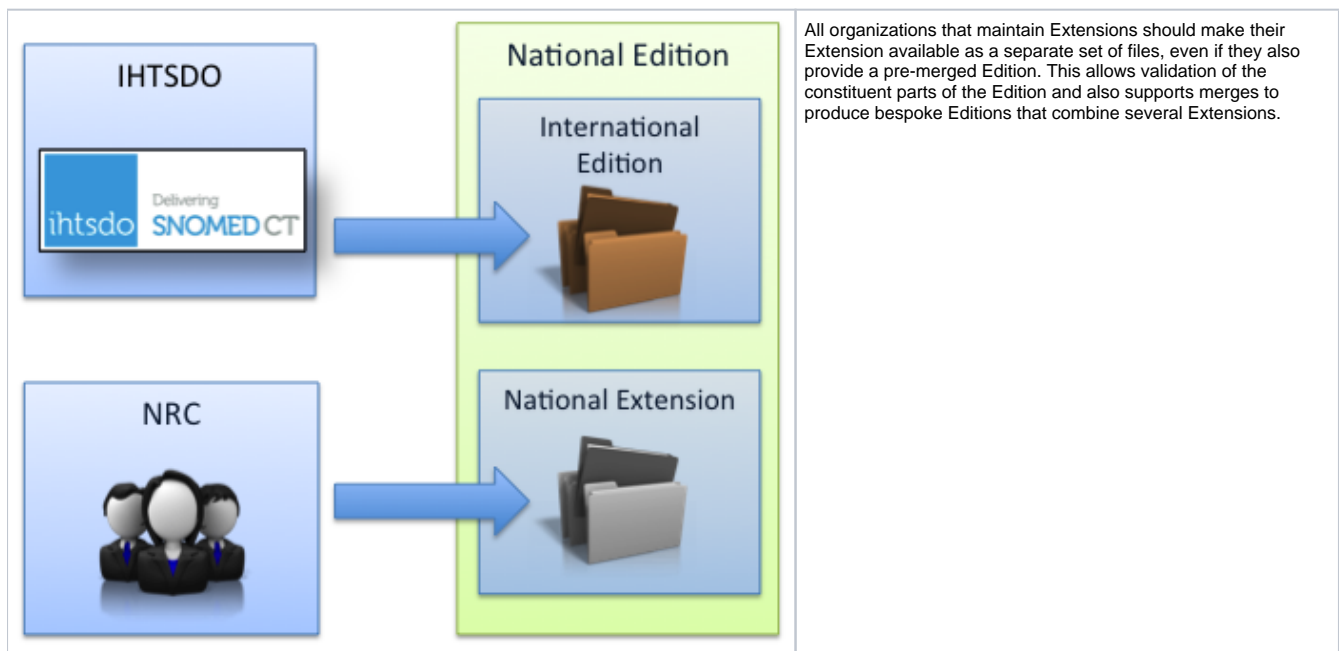 IHTSDO
ihtsdo
Delivering
SNOMED CT
NRC
National Edition
International
Edition
National Extension
All organizations that maintain Extensions should make their
Extension available as a separate set of files, even if they also
provide a pre-merged Edition. This allows validation of the
constituent parts of the Edition and also supports merges to
produce bespoke Editions that combine several Extensions.